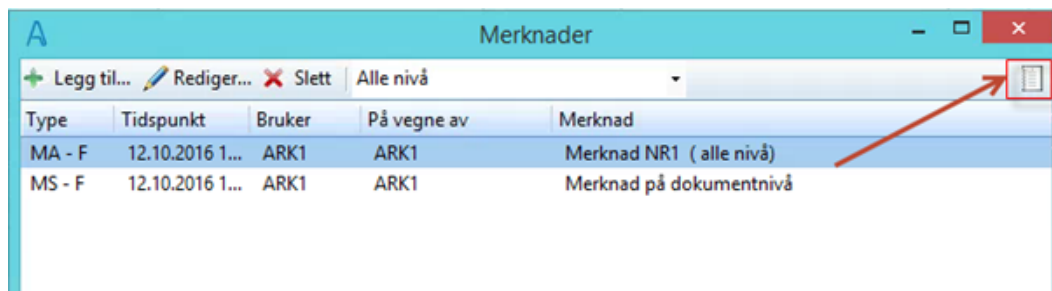 Merknader
Legg til... Rediger... Slett Alle nivå
Type Tidspunkt Bruker På vegne av Merknad
MA - F 12.10.2016 1... ARK1 ARK1 Merknad NR1 ( alle nivå)
MS - F 12.10.2016 1... ARK1 ARK1 Merknad på dokumentnivå